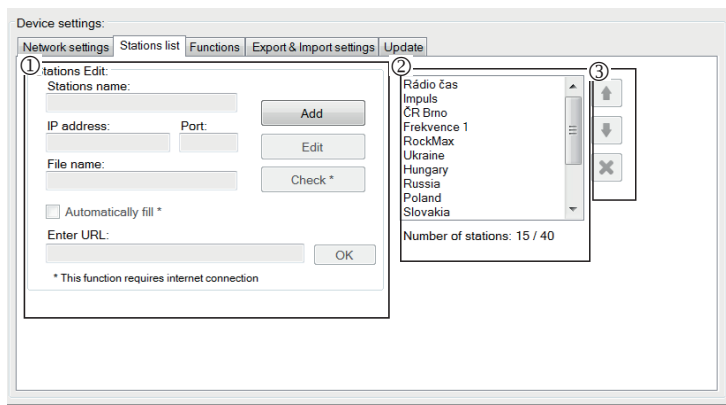 Device settings:
Network settings Stations list Functions Export & Import settings Update
① ② ③
Stations Edit:
Stations name:
Add
IP address: Port:
Edit
File name:
Check *
Automatically fill *
Enter URL:
OK
* This function requires internet connection
Rádio čas
Impuls
ČR Brno
Frekvence 1
RockMax
Ukraine
Hungary
Russia
Poland
Slovakia
Number of stations: 15 / 40